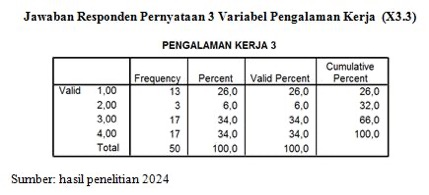 Jawaban Responden Pernyataan 3 Variabel Pengalaman Kerja (X3.3)
PENGALAMAN KERJA 3
Frequency Percent Valid Percent Cumulative Percent
Valid 1,00 13 26,0 26,0 26,0
2,00 3 6,0 6,0 32,0
3,00 17 34,0 34,0 66,0
4,00 17 34,0 34,0 100,0
Total 50 100,0 100,0
Sumber: hasil penelitian 2024